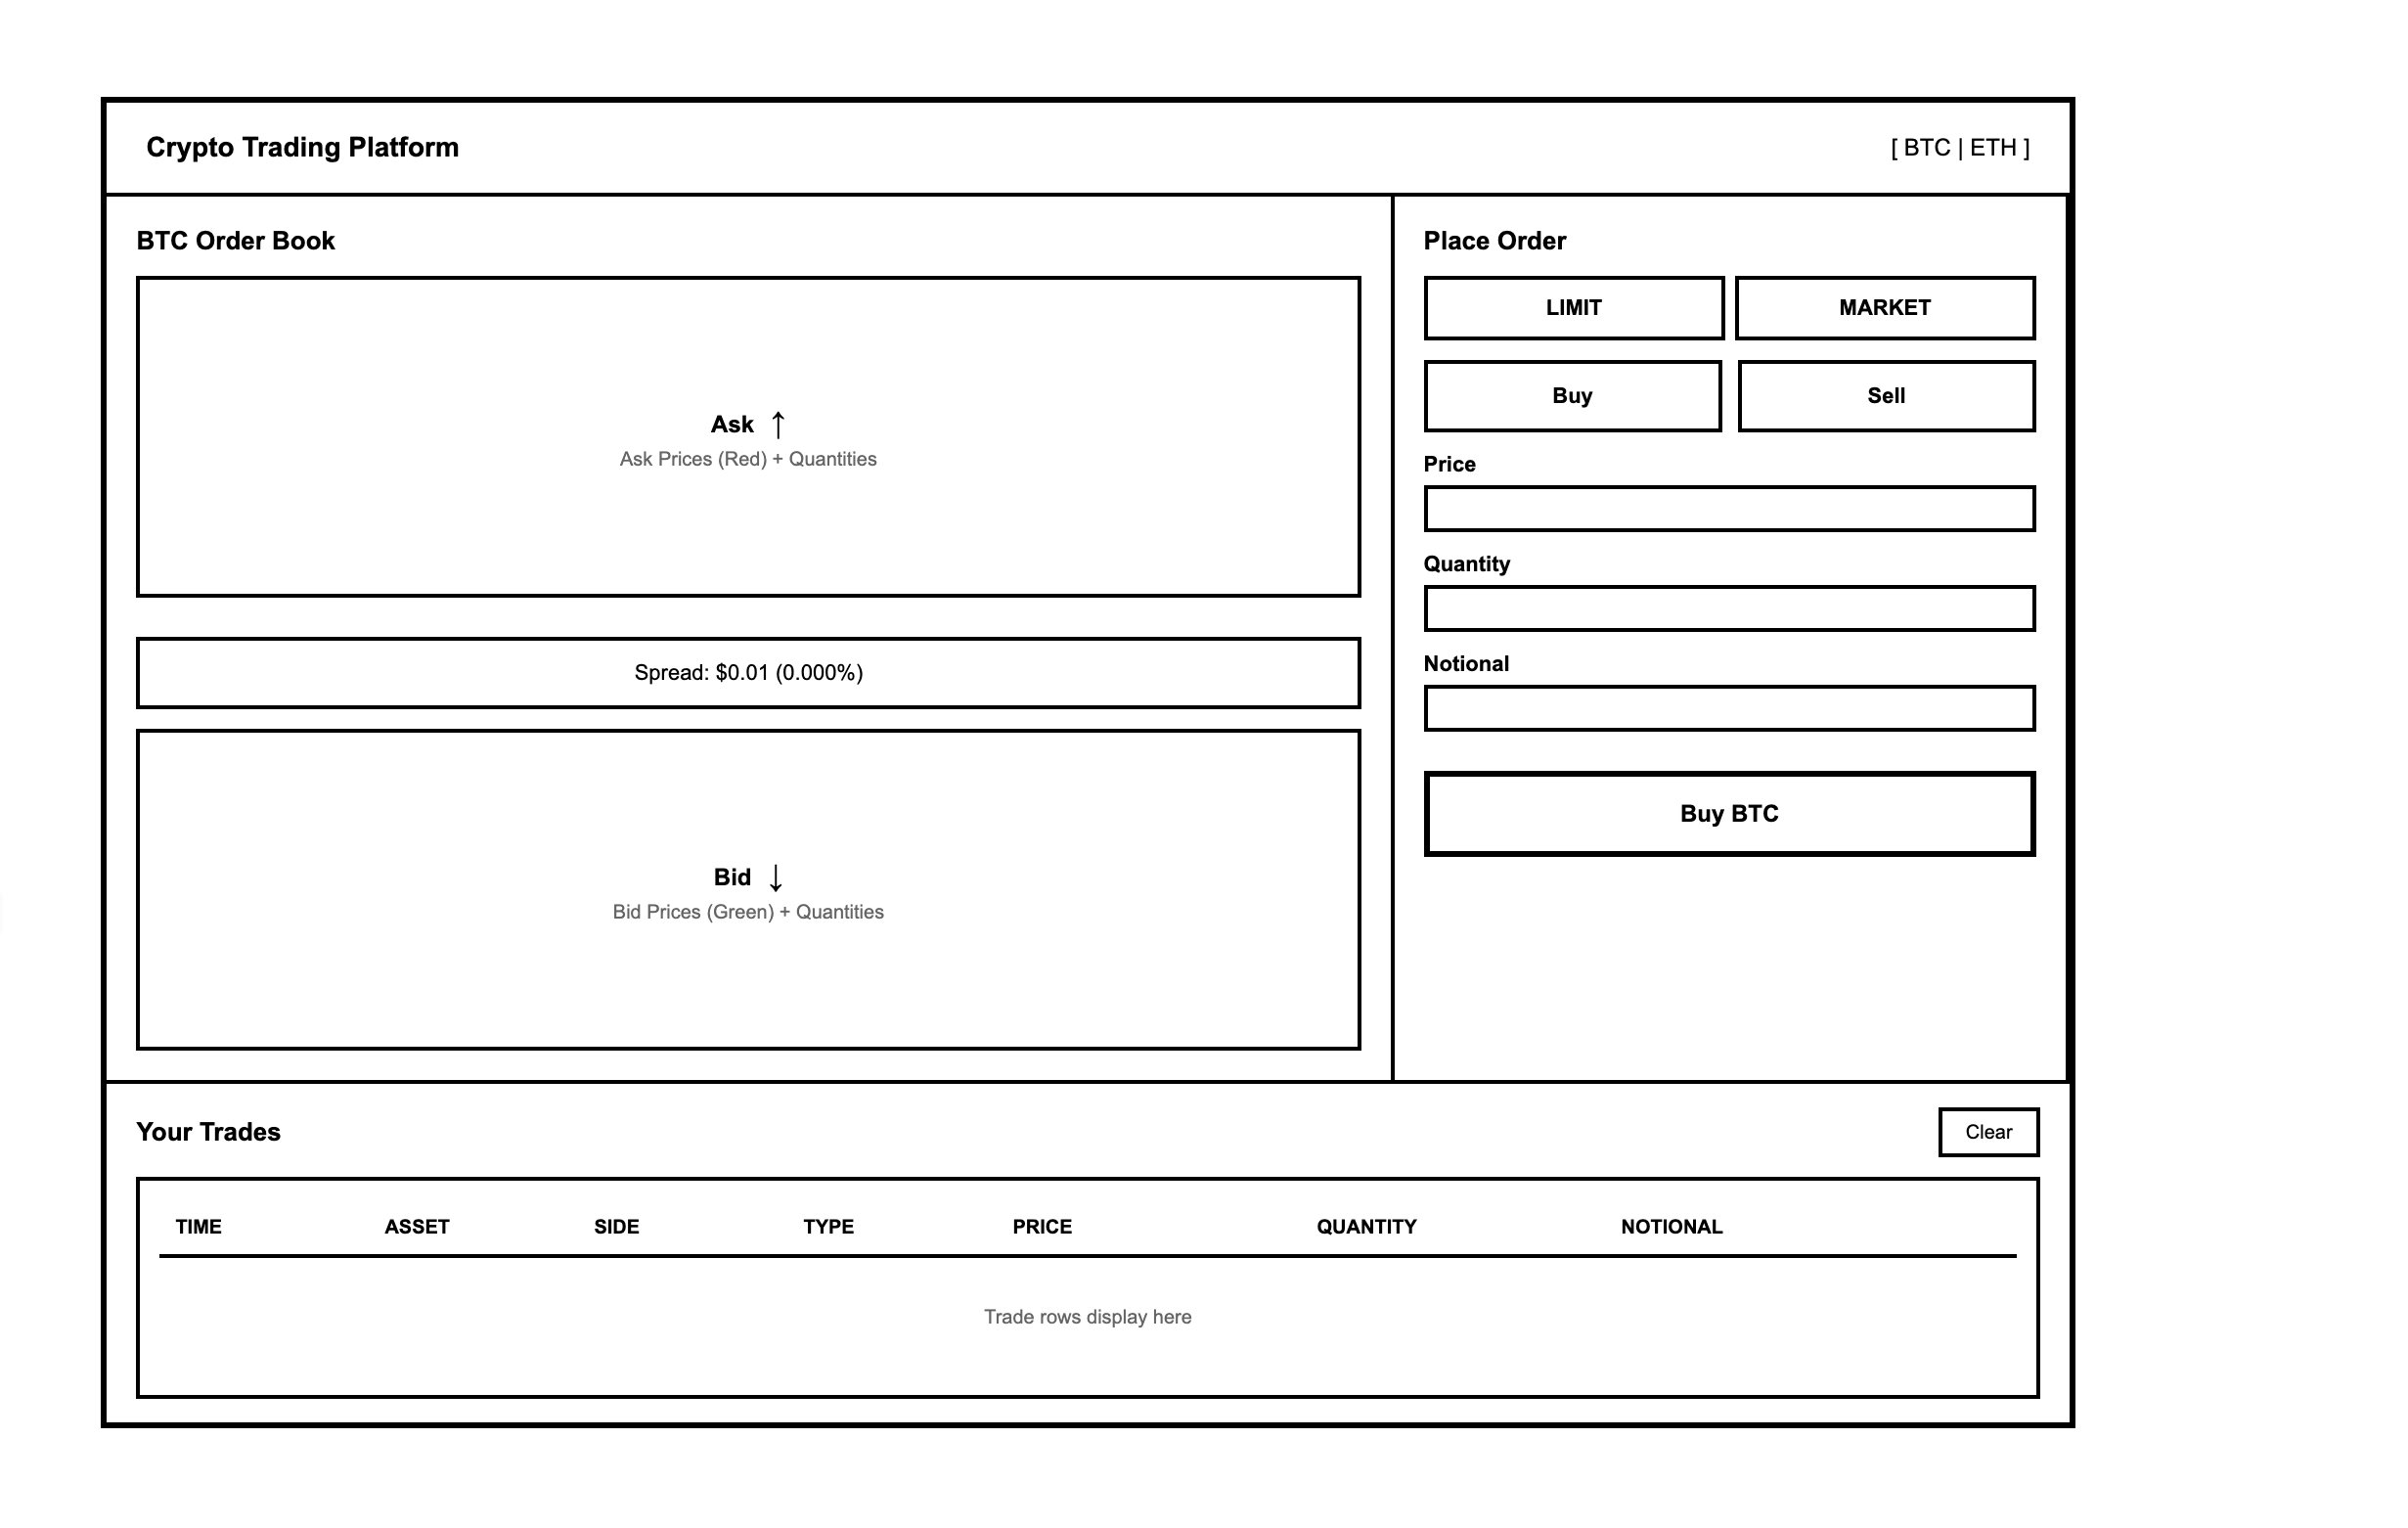 Crypto Trading Platform
[ BTC | ETH ]
BTC Order Book
Ask ↑
Ask Prices (Red) + Quantities
Spread: $0.01 (0.000%)
Bid ↓
Bid Prices (Green) + Quantities
Place Order
LIMIT MARKET
Buy Sell
Price
Quantity
Notional
Buy BTC
Your Trades
Clear
TIME ASSET SIDE TYPE PRICE QUANTITY NOTIONAL
Trade rows display here